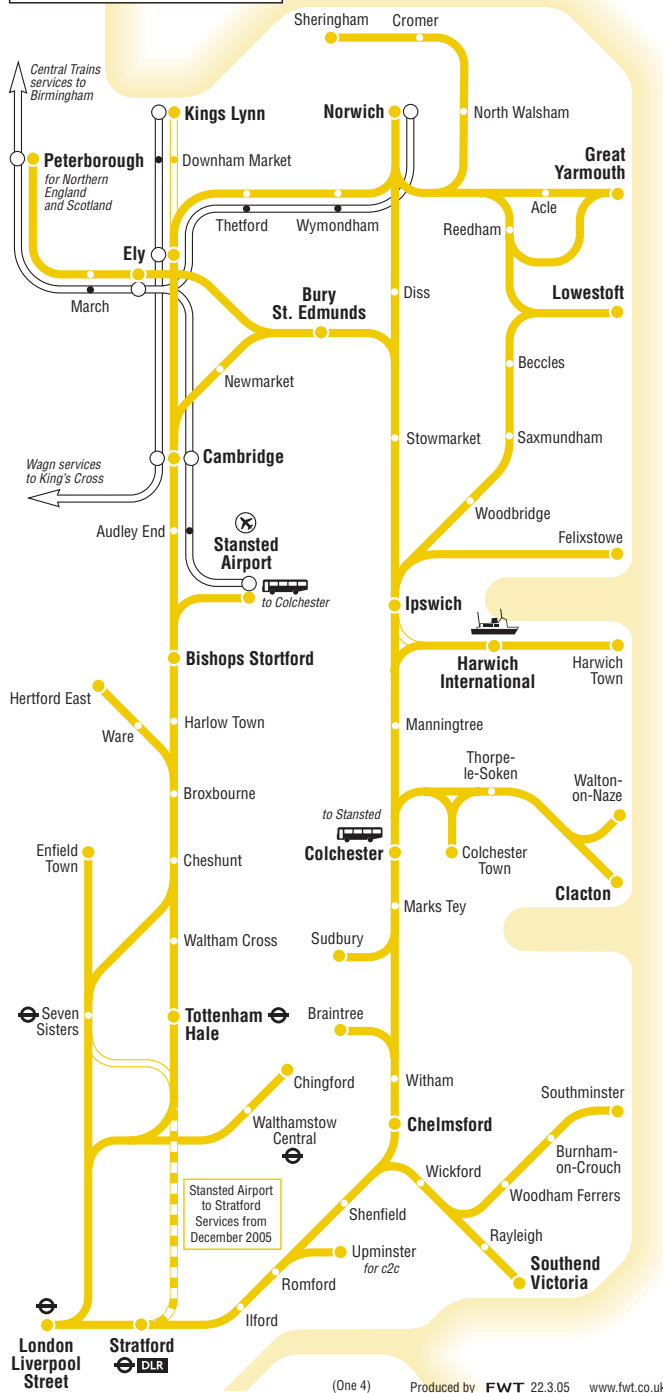 Sheringham
Cromer
Central Trains
services to
Birmingham
Kings Lynn
Norwich
North Walsham
Peterborough
for Northern
England
and Scotland
Downham Market
Great
Yarmouth
Acle
Thetford
Wymondham
Reedham
Ely
March
Bury
St. Edmunds
Diss
Lowestoft
Newmarket
Beccles
Stowmarket
Saxmundham
Cambridge
Wagn services
to King's Cross
Woodbridge
Audley End
Stansted
Airport
Felixstowe
to Colchester
Ipswich
Bishops Stortford
Harwich
International
Harwich
Town
Hertford East
Ware
Harlow Town
Manningtree
Thorpe-
le-Soken
Walton-
on-Naze
Broxbourne
to Stansted
Enfield
Town
Cheshunt
Colchester
Colchester
Town
Clacton
Marks Tey
Waltham Cross
Sudbury
Seven
Sisters
Tottenham
Hale
Braintree
Witham
Chingford
Southminster
Walthamstow
Central
Chelmsford
Burnham-
on-Crouch
Wickford
Woodham Ferrers
Stansted Airport
to Stratford
Services from
December 2005
Shenfield
Rayleigh
Upminster
for c2c
Southend
Victoria
Romford
Ilford
London
Liverpool
Street
Stratford
DLR
(One 4) Produced by FWT 22.3.05 www.fwt.co.uk